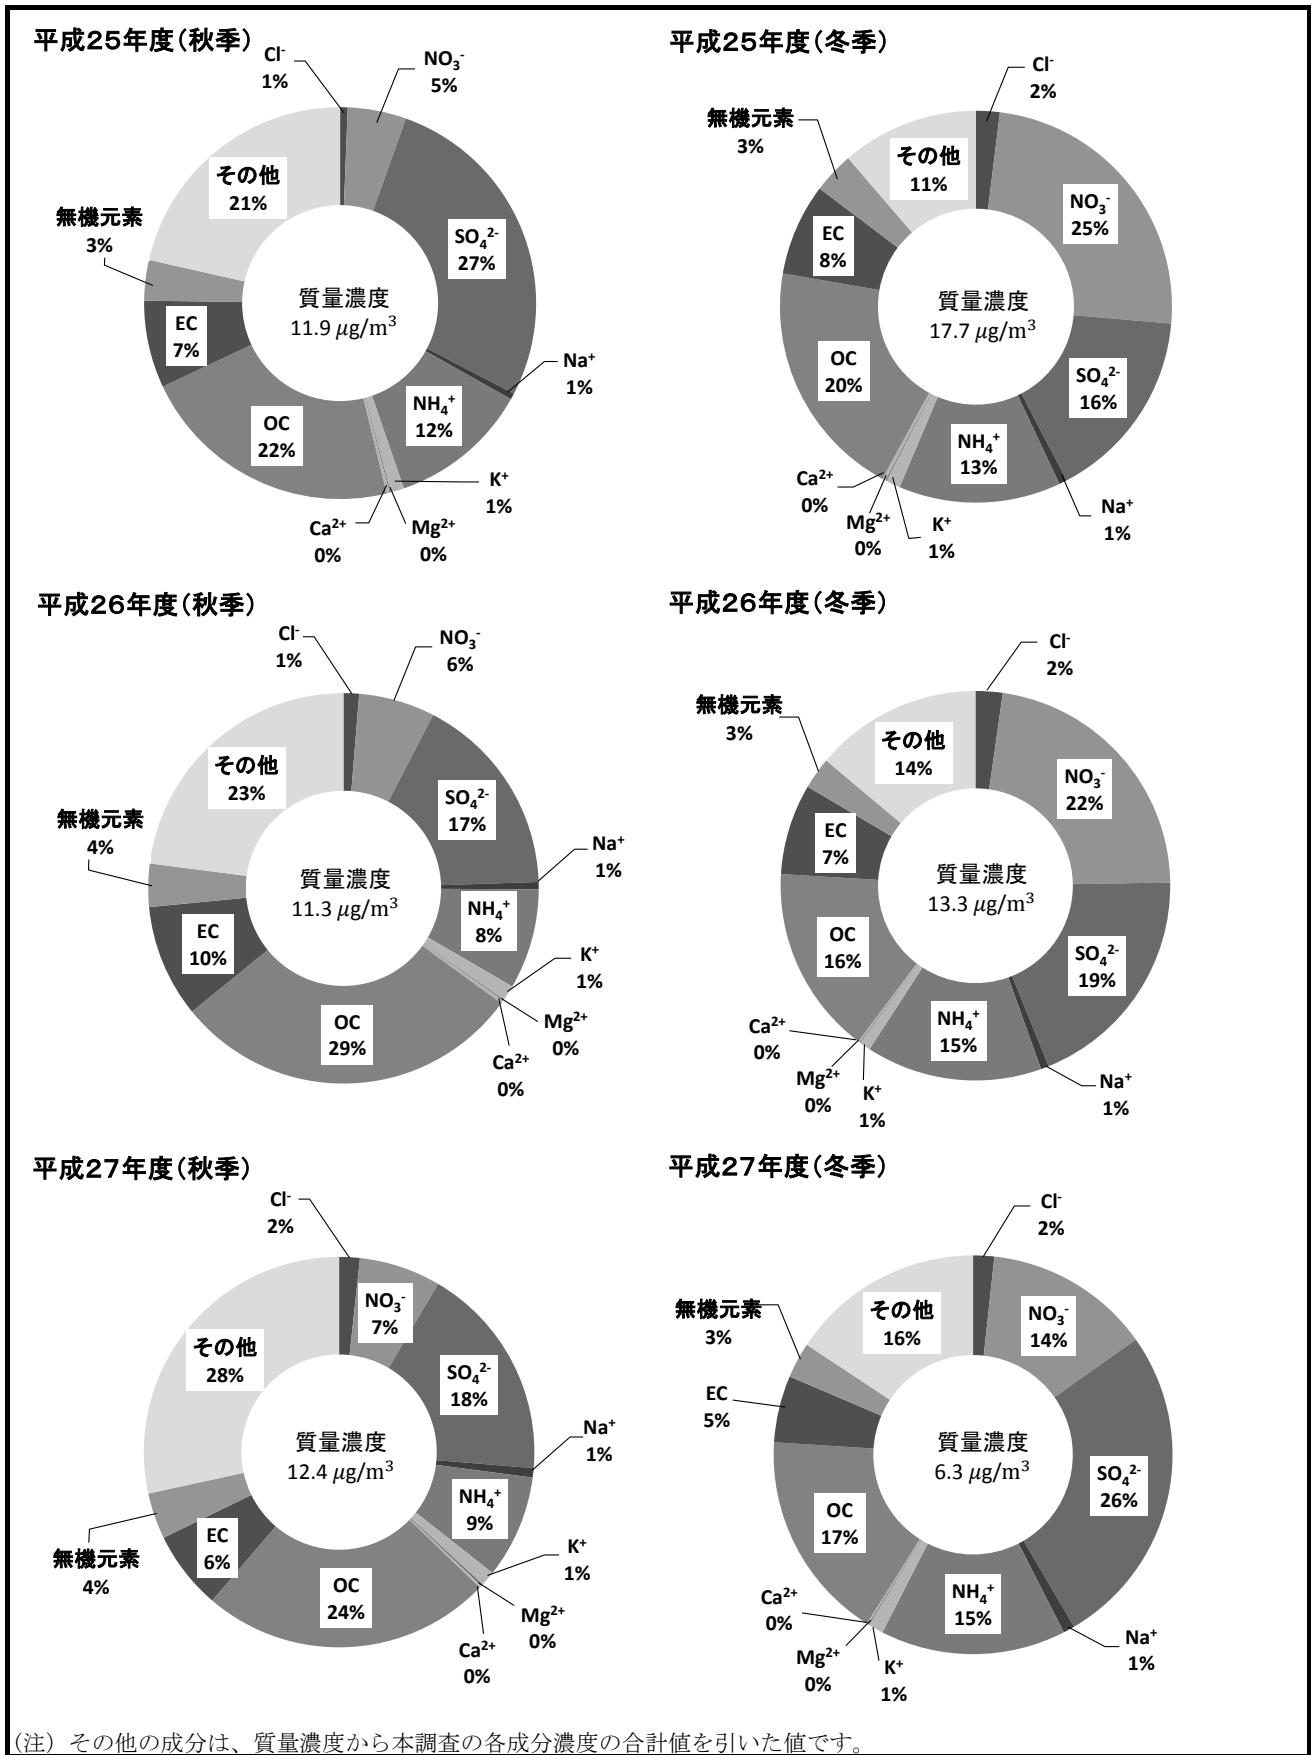 平成25年度(秋季)
Cl⁻
1%
NO₃⁻
5%
SO₄²⁻
27%
Na⁺
1%
NH₄⁺
12%
K⁺
1%
Mg²⁺
0%
Ca²⁺
0%
OC
22%
EC
7%
無機元素
3%
その他
21%
質量濃度
11.9 μg/m³
平成25年度(冬季)
Cl⁻
2%
NO₃⁻
25%
SO₄²⁻
16%
Na⁺
1%
NH₄⁺
13%
K⁺
1%
Mg²⁺
0%
Ca²⁺
0%
OC
20%
EC
8%
無機元素
3%
その他
11%
質量濃度
17.7 μg/m³
平成26年度(秋季)
Cl⁻
1%
NO₃⁻
6%
SO₄²⁻
17%
Na⁺
1%
NH₄⁺
8%
K⁺
1%
Mg²⁺
0%
Ca²⁺
0%
OC
29%
EC
10%
無機元素
4%
その他
23%
質量濃度
11.3 μg/m³
平成26年度(冬季)
Cl⁻
2%
NO₃⁻
22%
SO₄²⁻
19%
Na⁺
1%
NH₄⁺
15%
K⁺
1%
Mg²⁺
0%
Ca²⁺
0%
OC
16%
EC
7%
無機元素
3%
その他
14%
質量濃度
13.3 μg/m³
平成27年度(秋季)
Cl⁻
2%
NO₃⁻
7%
SO₄²⁻
18%
Na⁺
1%
NH₄⁺
9%
K⁺
1%
Mg²⁺
0%
Ca²⁺
0%
OC
24%
EC
6%
無機元素
4%
その他
28%
質量濃度
12.4 μg/m³
平成27年度(冬季)
Cl⁻
2%
NO₃⁻
14%
SO₄²⁻
26%
Na⁺
1%
NH₄⁺
15%
K⁺
1%
Mg²⁺
0%
Ca²⁺
0%
OC
17%
EC
5%
無機元素
3%
その他
16%
質量濃度
6.3 μg/m³
(注) その他の成分は、質量濃度から本調査の各成分濃度の合計値を引いた値です。